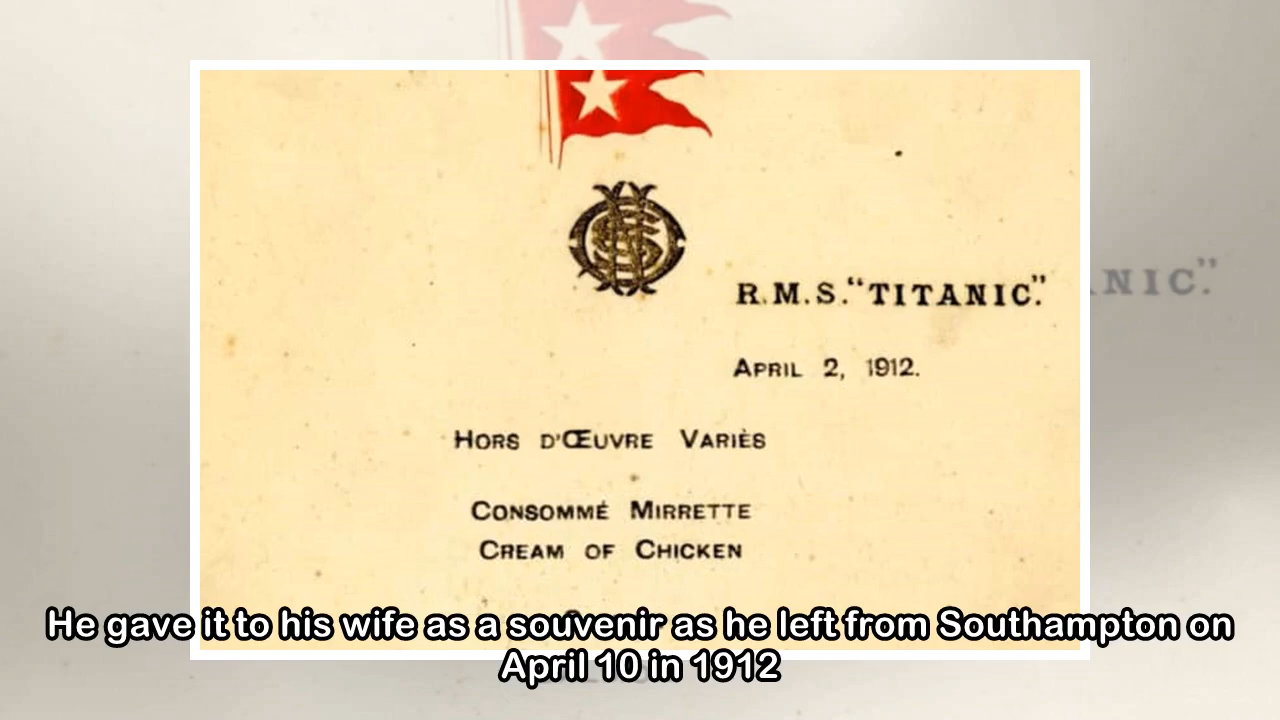 R.M.S. "TITANIC."
APRIL 2, 1912.
HORS D'ŒUVRE VARIÈS
CONSOMMÉ MIRRETTE
CREAM OF CHICKEN
He gave it to his wife as a souvenir as he left from Southampton on
April 10 in 1912
NIC."